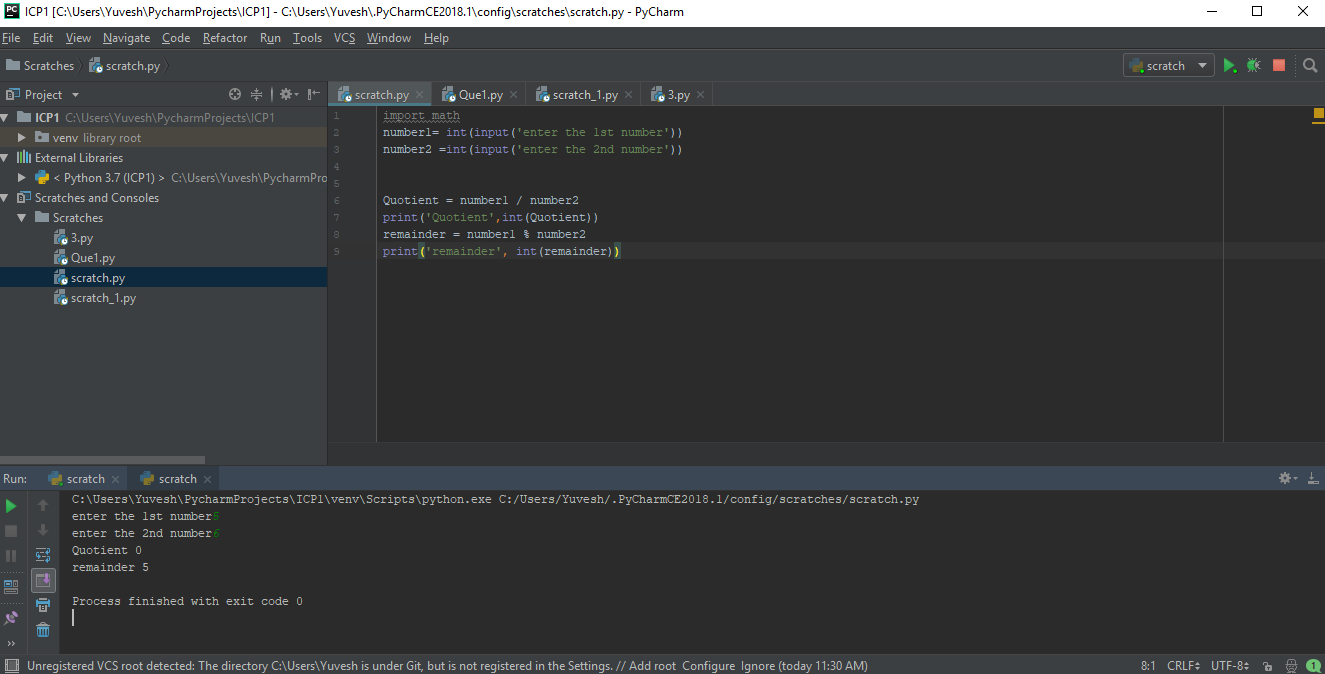 PC ICP1 [C:\Users\Yuvesh\PycharmProjects\ICP1] - C:\Users\Yuvesh\.PyCharmCE2018.1\config\scratches\scratch.py - PyCharm
File Edit View Navigate Code Refactor Run Tools VCS Window Help
Scratches scratch.py scratch
Project scratch.py × Que1.py × scratch_1.py × 3.py ×
ICP1 C:\Users\Yuvesh\PycharmProjects\ICP1
venv library root
External Libraries
< Python 3.7 (ICP1) > C:\Users\Yuvesh\PycharmPro
Scratches and Consoles
Scratches
3.py
Que1.py
scratch.py
scratch_1.py
1 import math
2 number1= int(input('enter the 1st number'))
3 number2 =int(input('enter the 2nd number'))
4
5
6 Quotient = number1 / number2
7 print('Quotient',int(Quotient))
8 remainder = number1 % number2
9 print('remainder', int(remainder))
Run: scratch × scratch ×
C:\Users\Yuvesh\PycharmProjects\ICP1\venv\Scripts\python.exe C:/Users/Yuvesh/.PyCharmCE2018.1/config/scratches/scratch.py
enter the 1st number5
enter the 2nd number6
Quotient 0
remainder 5
Process finished with exit code 0
Unregistered VCS root detected: The directory C:\Users\Yuvesh is under Git, but is not registered in the Settings. // Add root Configure Ignore (today 11:30 AM) 8:1 CRLF UTF-8 1